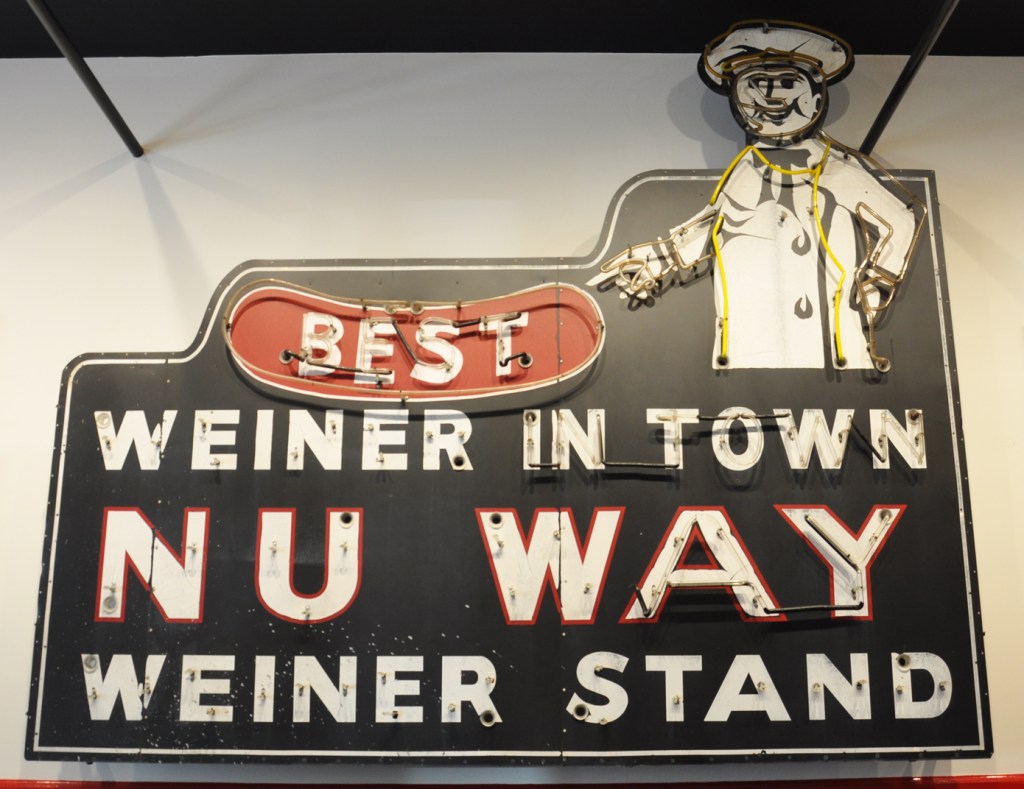 BEST
WEINER IN TOWN
NU WAY
WEINER STAND